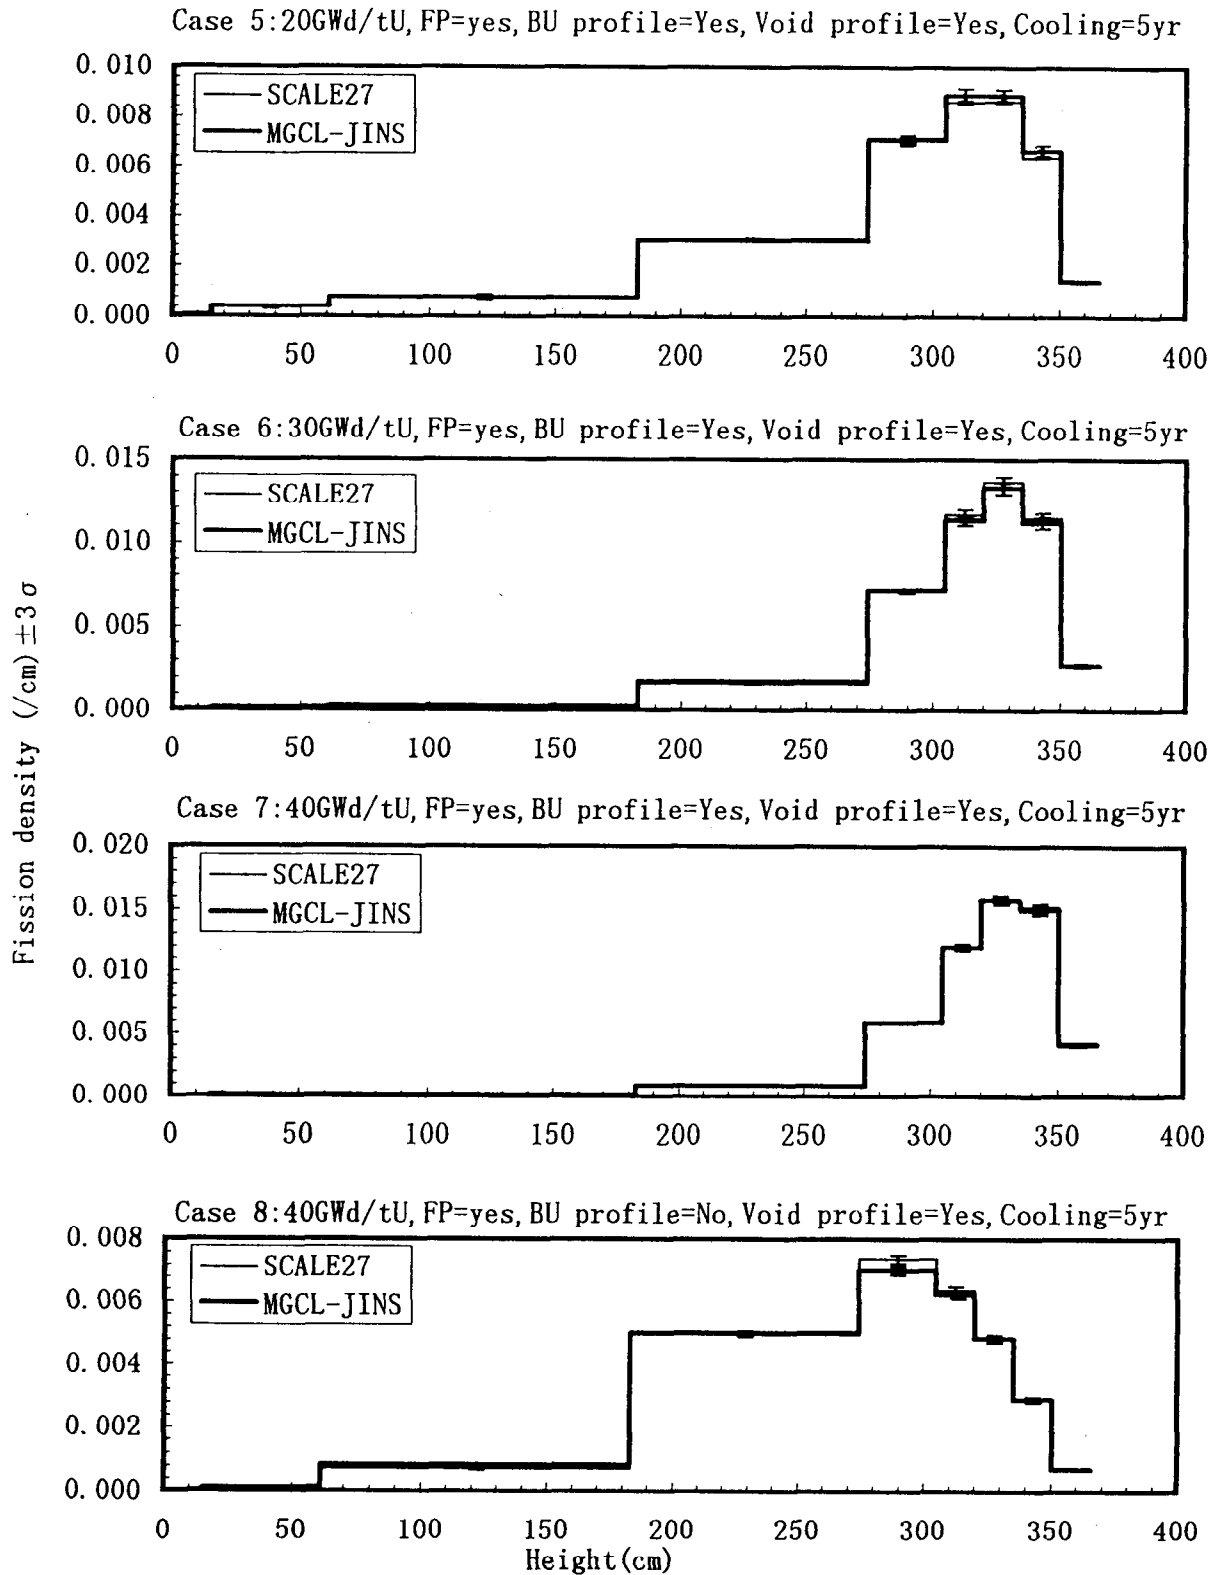 Case 5:20GWd/tU, FP=yes, BU profile=Yes, Void profile=Yes, Cooling=5yr
0.010
0.008
0.006
0.004
0.002
0.000
SCALE27
MGCL-JINS
0 50 100 150 200 250 300 350 400
Case 6:30GWd/tU, FP=yes, BU profile=Yes, Void profile=Yes, Cooling=5yr
0.015
0.010
0.005
0.000
SCALE27
MGCL-JINS
0 50 100 150 200 250 300 350 400
Fission density (/cm)±3σ
Case 7:40GWd/tU, FP=yes, BU profile=Yes, Void profile=Yes, Cooling=5yr
0.020
0.015
0.010
0.005
0.000
SCALE27
MGCL-JINS
0 50 100 150 200 250 300 350 400
Case 8:40GWd/tU, FP=yes, BU profile=No, Void profile=Yes, Cooling=5yr
0.008
0.006
0.004
0.002
0.000
SCALE27
MGCL-JINS
0 50 100 150 200 250 300 350 400
Height(cm)